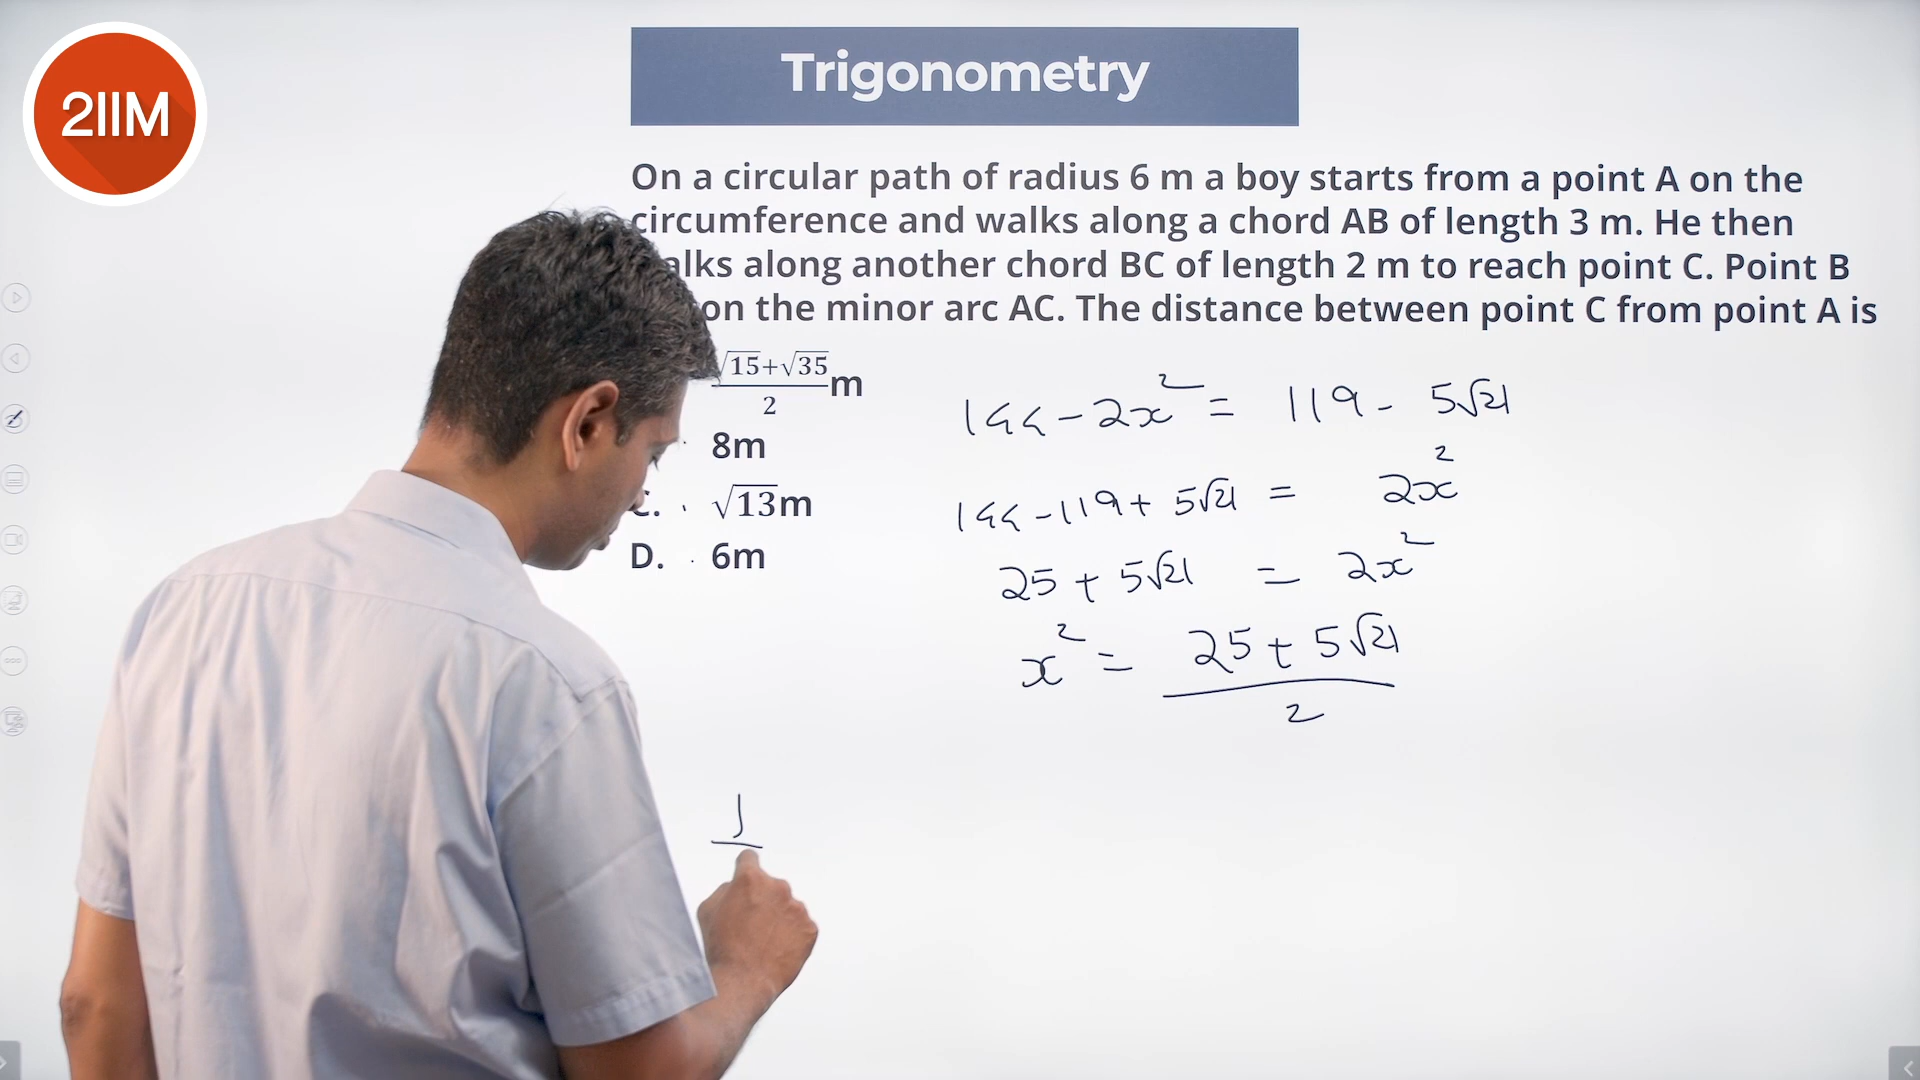 2IIM
Trigonometry
On a circular path of radius 6 m a boy starts from a point A on the
circumference and walks along a chord AB of length 3 m. He then
alks along another chord BC of length 2 m to reach point C. Point B
on the minor arc AC. The distance between point C from point A is
√15+√35
2
m
8m
C. √13m
D. 6m
144 - 2x² = 119 - 5√21
144 - 119 + 5√21 = 2x²
25 + 5√21 = 2x²
x² = 25 + 5√21
2
1